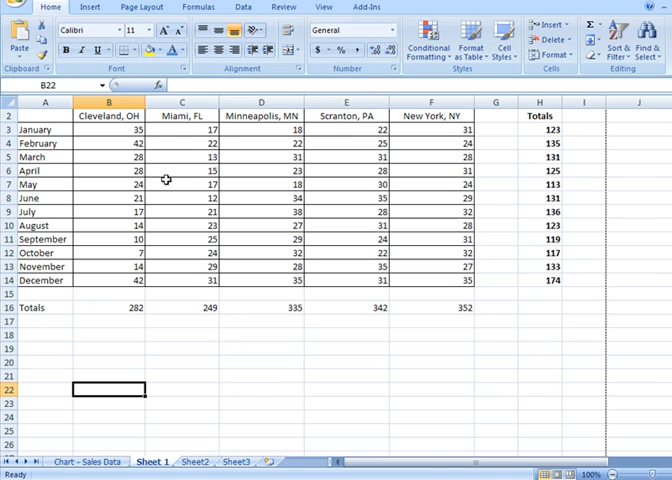 Home Insert Page Layout Formulas Data Review View Add-Ins
Calibri 11 A A General Insert
Paste B I U A $ % , Conditional Formatting Format as Table Cell Styles Delete Sort & Filter Find & Select
Format
Clipboard Font Alignment Number Styles Cells Editing
B22 fx
A B C D E F G H I J
2 Cleveland, OH Miami, FL Minneapolis, MN Scranton, PA New York, NY Totals
3 January 35 17 18 22 31 123
4 February 42 22 22 25 24 135
5 March 28 13 31 31 28 131
6 April 28 15 23 28 31 125
7 May 24 17 18 30 24 113
8 June 21 12 34 35 29 131
9 July 17 21 38 28 32 136
10 August 14 23 27 31 28 123
11 September 10 25 29 24 31 119
12 October 7 24 32 22 32 117
13 November 14 29 28 35 27 133
14 December 42 31 35 31 35 174
15
16 Totals 282 249 335 342 352
17
18
19
20
21
22
23
24
25
26
Chart - Sales Data Sheet 1 Sheet2 Sheet3
Ready 100%